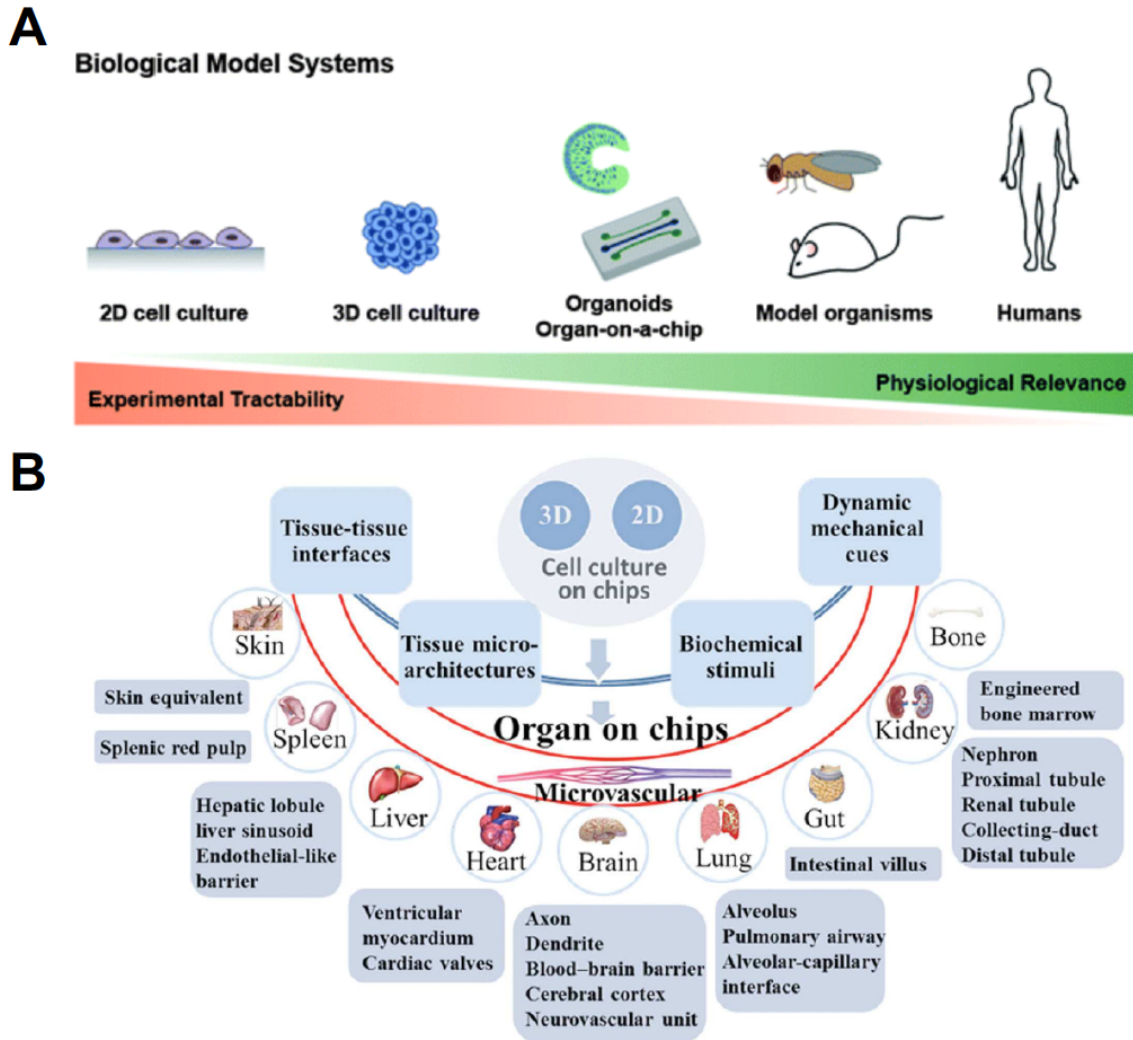 A
Biological Model Systems
2D cell culture
3D cell culture
Organoids
Organ-on-a-chip
Model organisms
Humans
Experimental Tractability
Physiological Relevance
B
Tissue-tissue
interfaces
3D
2D
Cell culture
on chips
Dynamic
mechanical
cues
Tissue micro-
architectures
Biochemical
stimuli
Organ on chips
Microvascular
Skin
Skin equivalent
Spleen
Splenic red pulp
Liver
Hepatic lobule
liver sinusoid
Endothelial-like
barrier
Heart
Ventricular
myocardium
Cardiac valves
Brain
Axon
Dendrite
Blood–brain barrier
Cerebral cortex
Neurovascular unit
Lung
Alveolus
Pulmonary airway
Alveolar-capillary
interface
Gut
Intestinal villus
Kidney
Nephron
Proximal tubule
Renal tubule
Collecting-duct
Distal tubule
Bone
Engineered
bone marrow